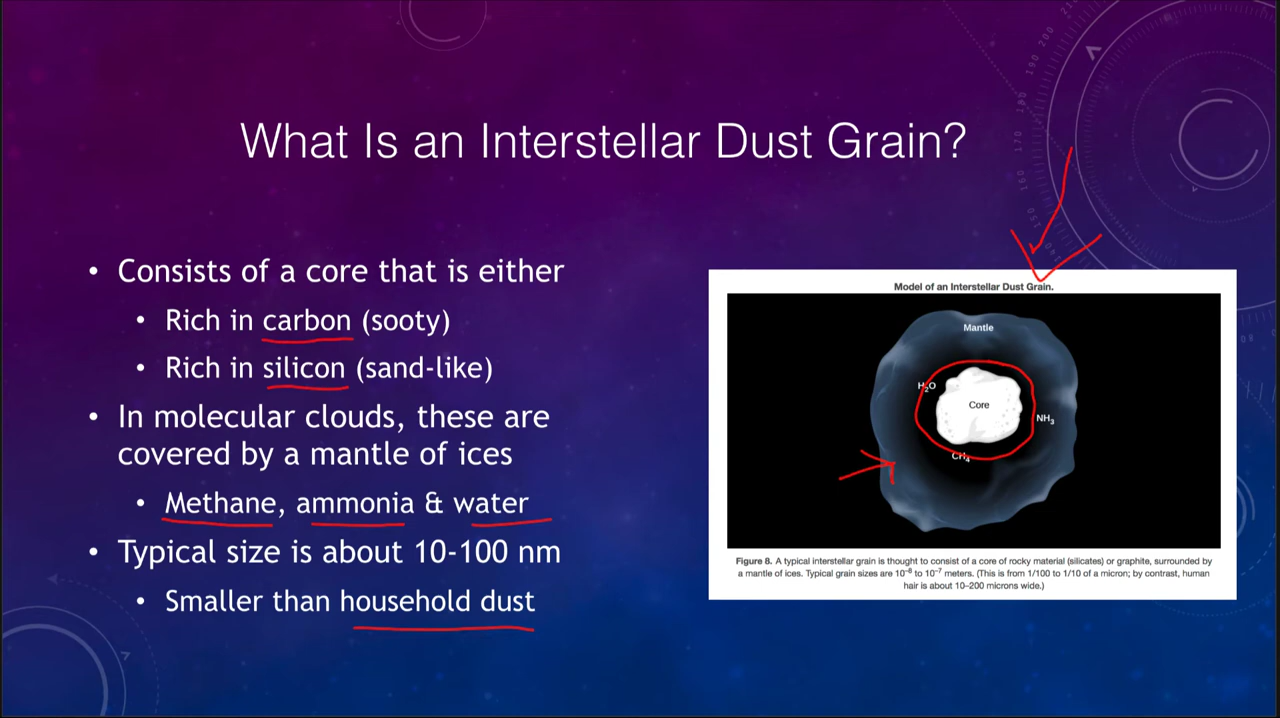 What Is an Interstellar Dust Grain?
• Consists of a core that is either
• Rich in carbon (sooty)
• Rich in silicon (sand-like)
• In molecular clouds, these are
covered by a mantle of ices
• Methane, ammonia & water
• Typical size is about 10-100 nm
• Smaller than household dust
Model of an Interstellar Dust Grain.
Mantle
H₂O
Core
NH₃
CH₄
Figure 8. A typical interstellar grain is thought to consist of a core of rocky material (silicates) or graphite, surrounded by
a mantle of ices. Typical grain sizes are 10⁻⁸ to 10⁻⁷ meters. (This is from 1/100 to 1/10 of a micron; by contrast, human
hair is about 10–200 microns wide.)